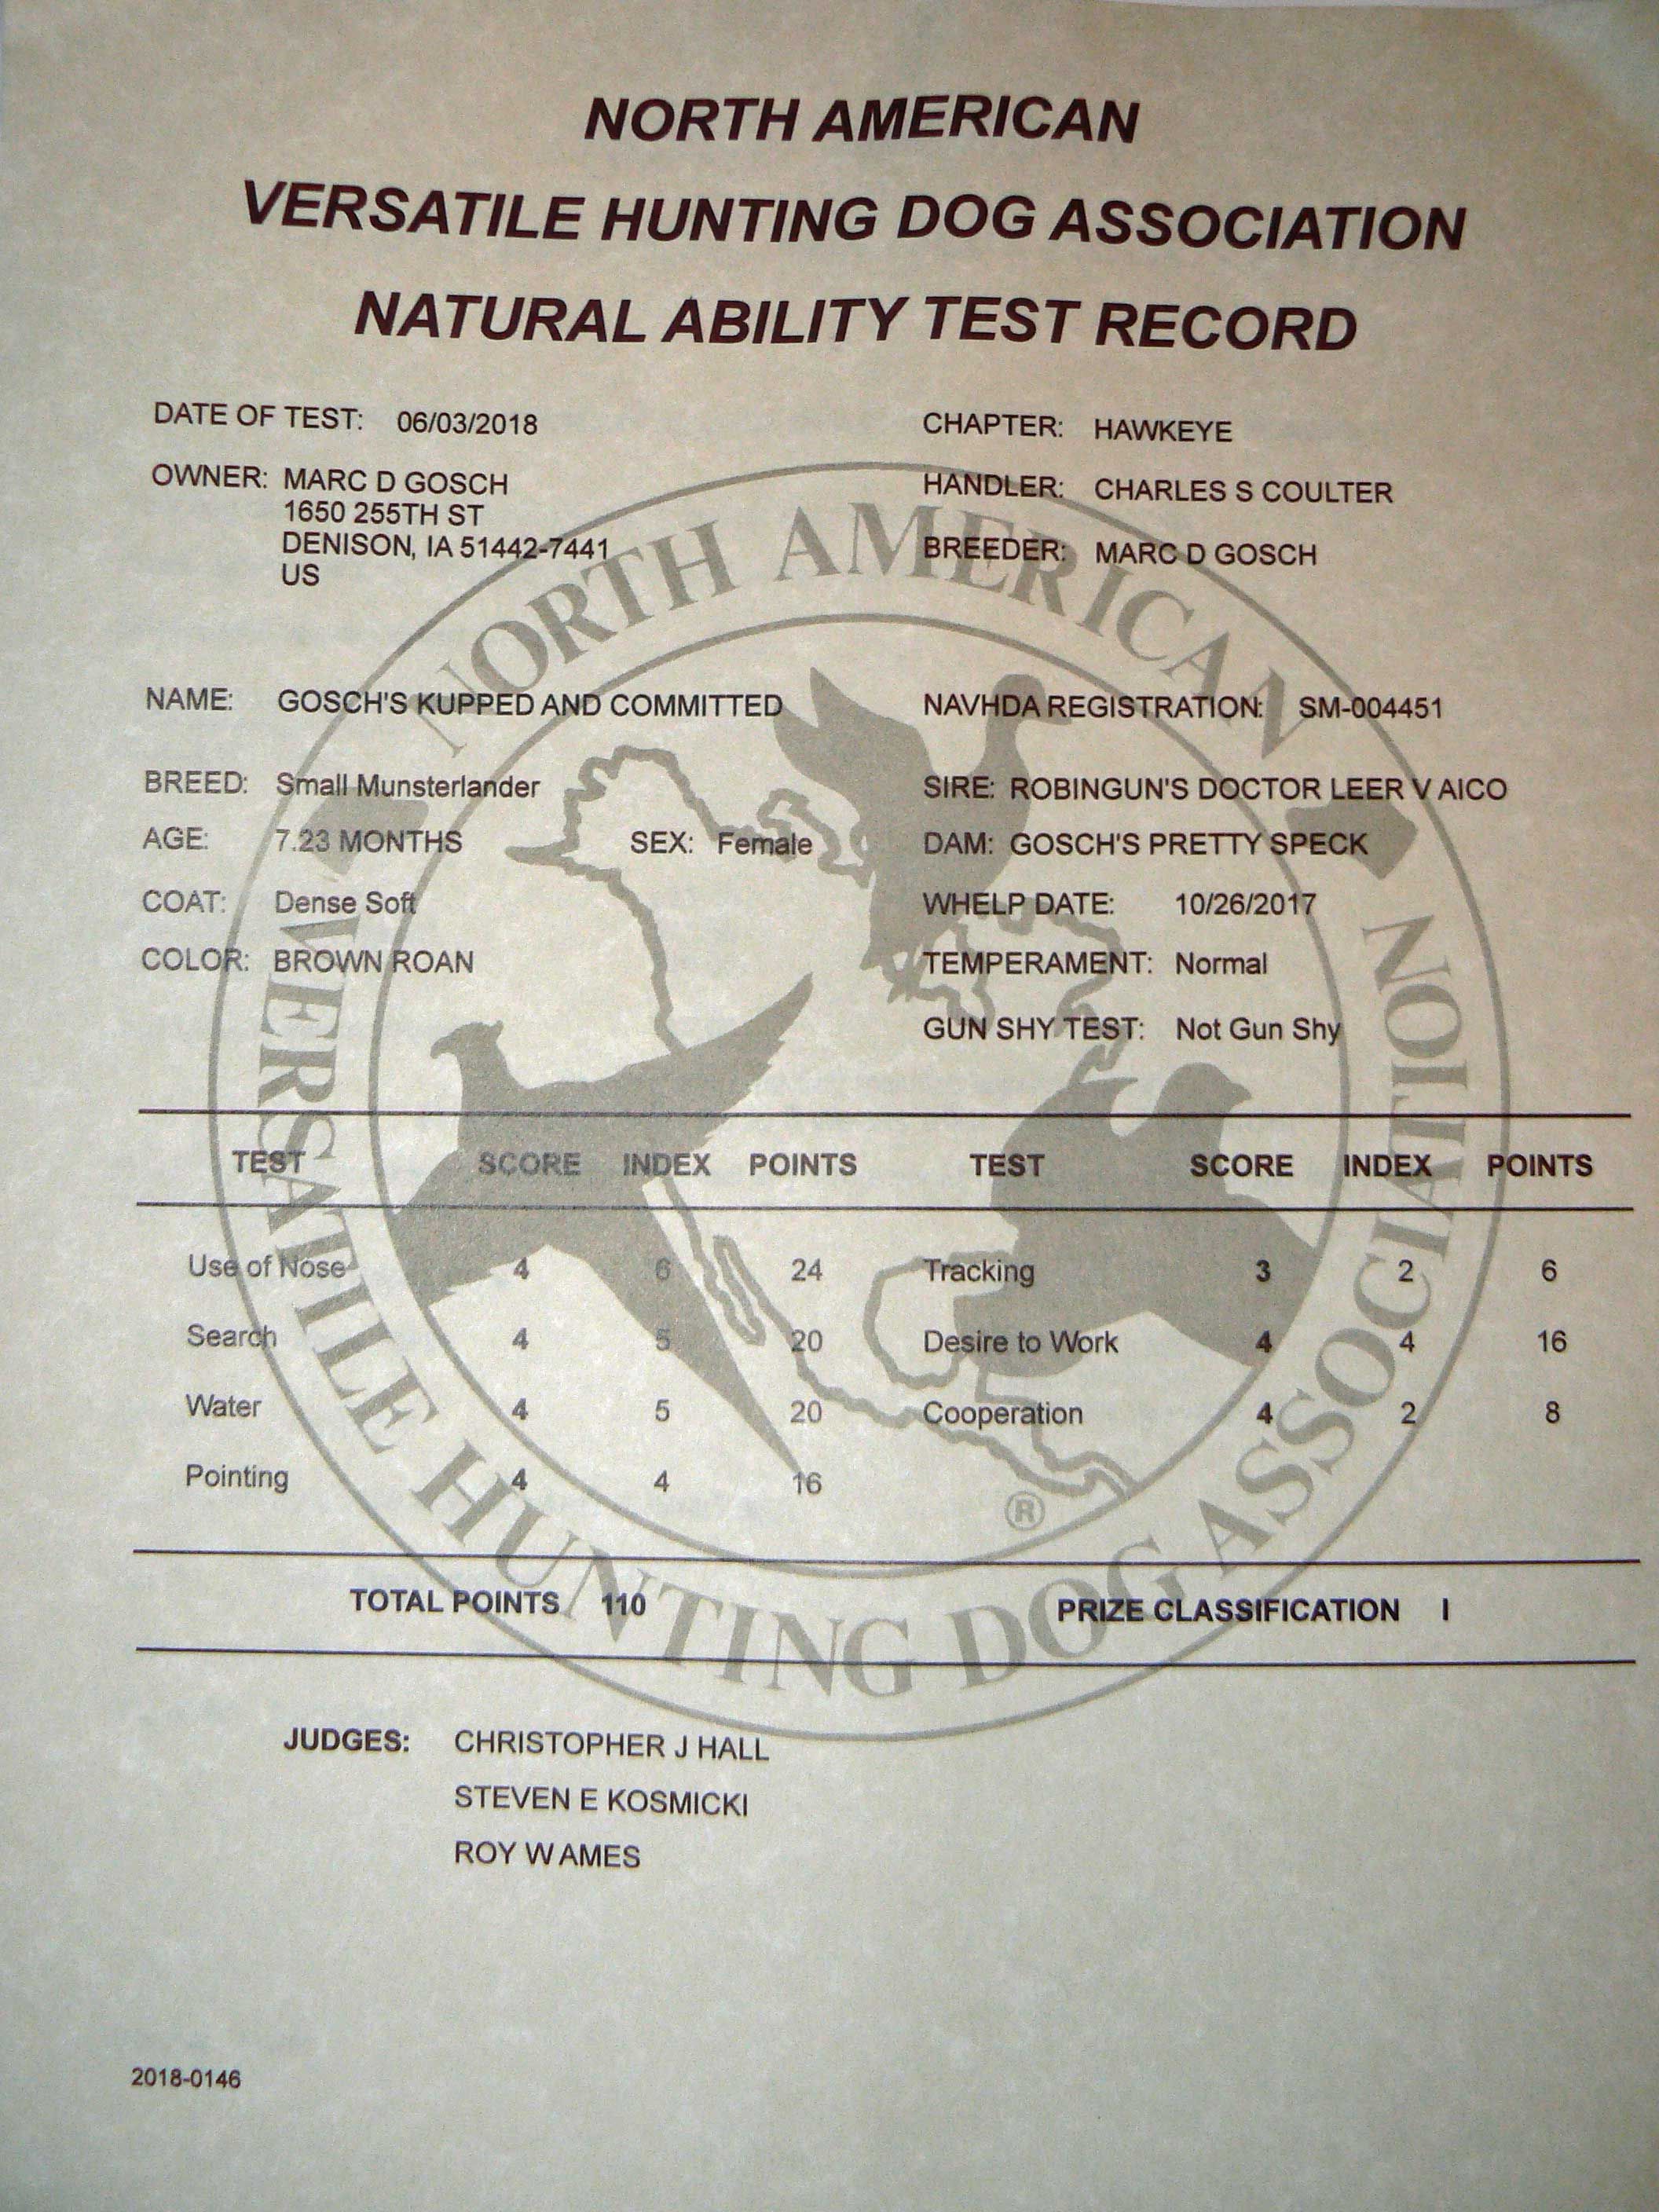 NORTH AMERICAN
VERSATILE HUNTING DOG ASSOCIATION
NATURAL ABILITY TEST RECORD
DATE OF TEST: 06/03/2018 CHAPTER: HAWKEYE
OWNER: MARC D GOSCH HANDLER: CHARLES S COULTER
1650 255TH ST
DENISON, IA 51442-7441 BREEDER: MARC D GOSCH
US
NAME: GOSCH'S KUPPED AND COMMITTED NAVHDA REGISTRATION: SM-004451
BREED: Small Munsterlander SIRE: ROBINGUN'S DOCTOR LEER V AICO
AGE: 7.23 MONTHS SEX: Female DAM: GOSCH'S PRETTY SPECK
COAT: Dense Soft WHELP DATE: 10/26/2017
COLOR: BROWN ROAN TEMPERAMENT: Normal
GUN SHY TEST: Not Gun Shy
TEST SCORE INDEX POINTS TEST SCORE INDEX POINTS
Use of Nose 4 6 24 Tracking 3 2 6
Search 4 5 20 Desire to Work 4 4 16
Water 4 5 20 Cooperation 4 2 8
Pointing 4 4 16
TOTAL POINTS 110 PRIZE CLASSIFICATION I
JUDGES: CHRISTOPHER J HALL
STEVEN E KOSMICKI
ROY W AMES
2018-0146
NORTH AMERICAN
VERSATILE HUNTING DOG ASSOCIATION
®